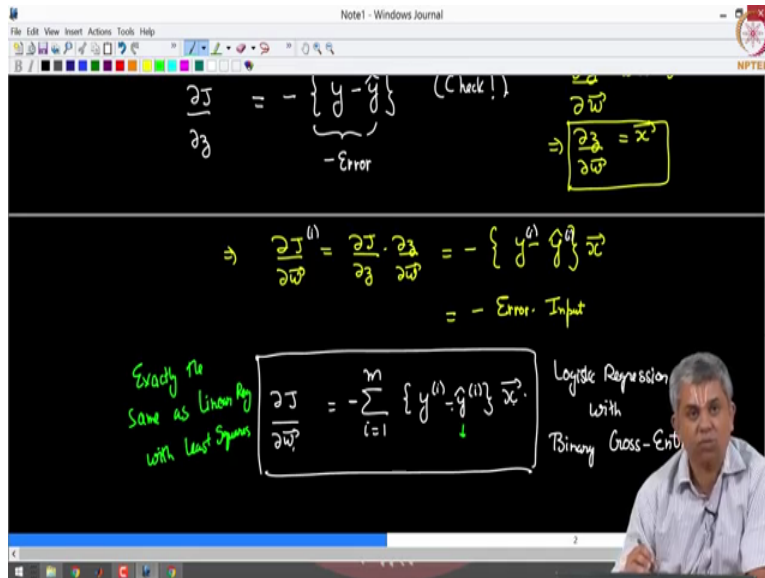 Note1 - Windows Journal
File Edit View Insert Actions Tools Help
B I
NPTEL
∂J/∂z = - { y - ŷ } (Check!)
- Error
∂w⃗
⇒ ∂z/∂w⃗ = x⃗
⇒ ∂J^(i)/∂w⃗ = ∂J/∂z · ∂z/∂w⃗ = - { y^(i) - ŷ^(i) } x⃗
= - Error · Input
Exactly the
Same as Linear Reg
with Least Squares
∂J/∂w⃗ = - Σ_{i=1}^{m} { y^(i) - ŷ^(i) } x⃗ .
Logistic Regression
with
Binary Cross-Ent
2